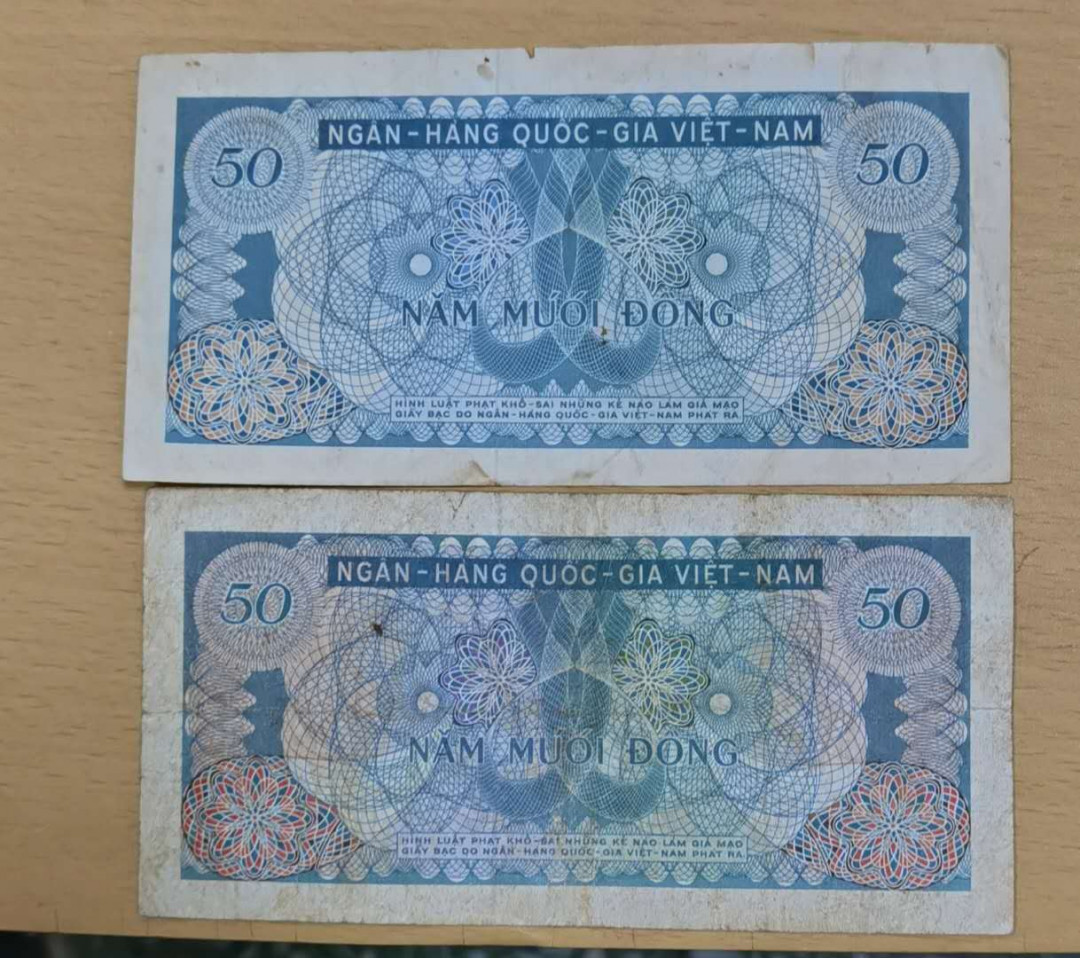 50
NGÂN - HÀNG QUỐC - GIA VIỆT - NAM
50
NĂM MƯƠI ĐỒNG
HÌNH LUẬT PHẠT KHỔ - SAI NHỮNG KẺ NÀO LÀM GIẢ MẠO
GIẤY BẠC DO NGÂN - HÀNG QUỐC - GIA VIỆT - NAM PHÁT RA
50
NGÂN - HÀNG QUỐC - GIA VIỆT - NAM
50
NĂM MƯƠI ĐỒNG
HÌNH LUẬT PHẠT KHỔ - SAI NHỮNG KẺ NÀO LÀM GIẢ MẠO
GIẤY BẠC DO NGÂN - HÀNG QUỐC - GIA VIỆT - NAM PHÁT RA